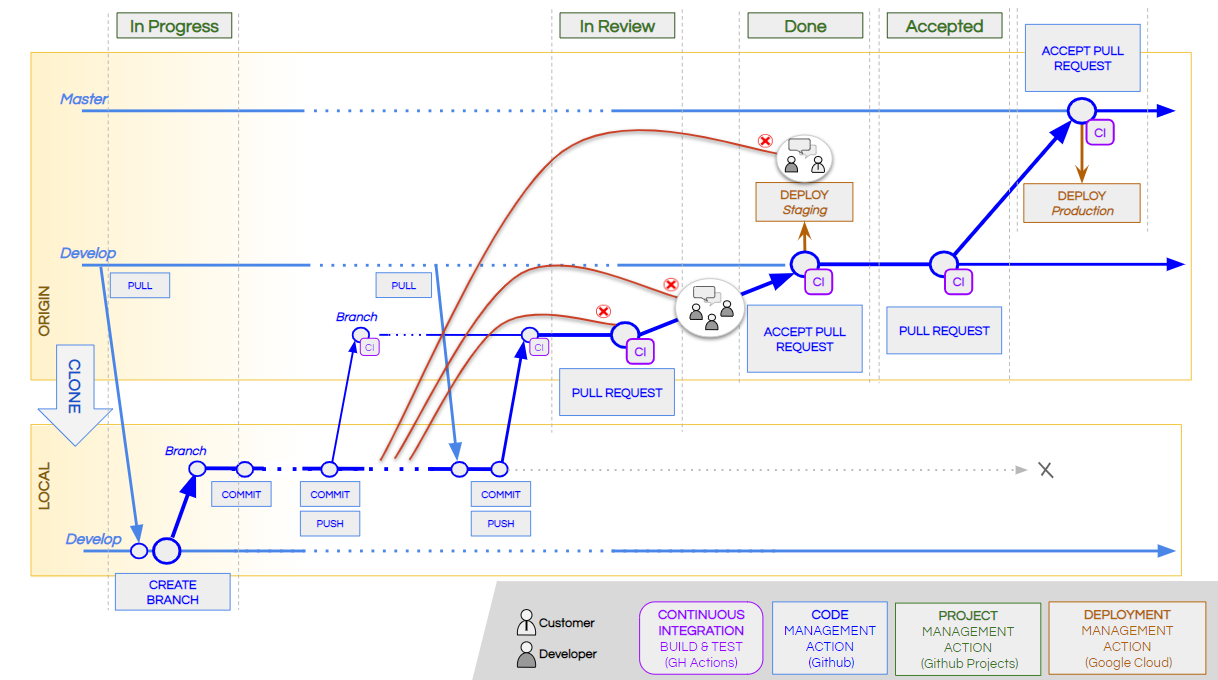 In Progress
In Review
Done
Accepted
ACCEPT PULL
REQUEST
Master
CI
DEPLOY
Staging
DEPLOY
Production
Develop
PULL
PULL
CI
CI
ORIGIN
Branch
CI
CI
CI
ACCEPT PULL
REQUEST
PULL REQUEST
PULL REQUEST
CLONE
LOCAL
Branch
X
COMMIT
COMMIT
COMMIT
PUSH
PUSH
Develop
CREATE
BRANCH
Customer
Developer
CONTINUOUS
INTEGRATION
BUILD & TEST
(GH Actions)
CODE
MANAGEMENT
ACTION
(Github)
PROJECT
MANAGEMENT
ACTION
(Github Projects)
DEPLOYMENT
MANAGEMENT
ACTION
(Google Cloud)